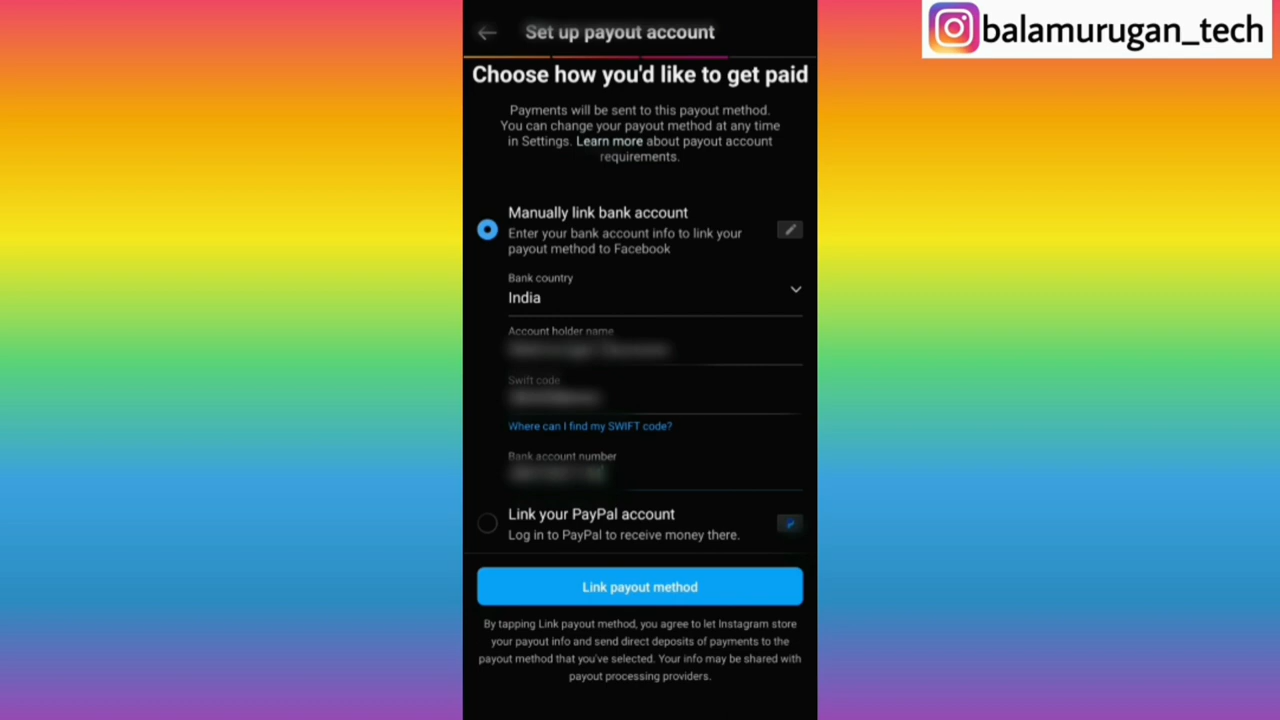 balamurugan_tech
Set up payout account
Choose how you'd like to get paid
Payments will be sent to this payout method.
You can change your payout method at any time
in Settings. Learn more about payout account
requirements.
Manually link bank account
Enter your bank account info to link your
payout method to Facebook
Bank country
India
Account holder name
Swift code
Where can I find my SWIFT code?
Bank account number
Link your PayPal account
Log in to PayPal to receive money there.
Link payout method
By tapping Link payout method, you agree to let Instagram store
your payout info and send direct deposits of payments to the
payout method that you've selected. Your info may be shared with
payout processing providers.